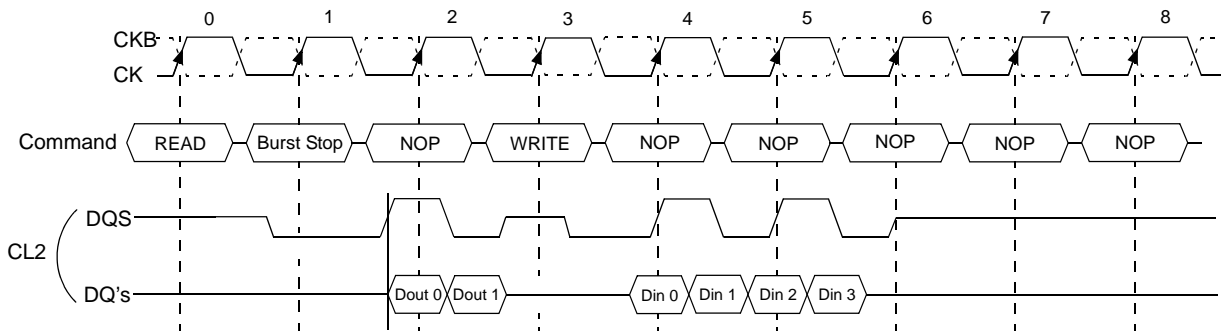 0 1 2 3 4 5 6 7 8
CKB
CK
Command READ Burst Stop NOP WRITE NOP NOP NOP NOP NOP
DQS
CL2
DQ's Dout 0 Dout 1 Din 0 Din 1 Din 2 Din 3